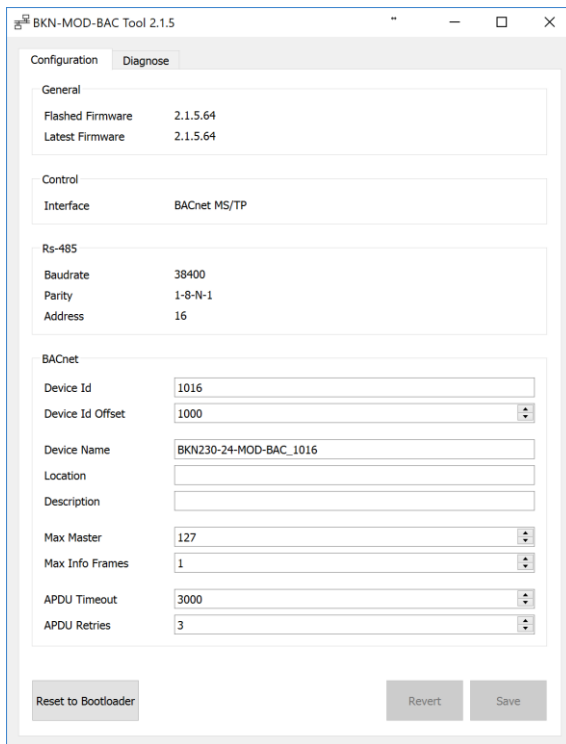 BKN-MOD-BAC Tool 2.1.5
Configuration Diagnose
General
Flashed Firmware 2.1.5.64
Latest Firmware 2.1.5.64
Control
Interface BACnet MS/TP
Rs-485
Baudrate 38400
Parity 1-8-N-1
Address 16
BACnet
Device Id 1016
Device Id Offset 1000
Device Name BKN230-24-MOD-BAC_1016
Location
Description
Max Master 127
Max Info Frames 1
APDU Timeout 3000
APDU Retries 3
Reset to Bootloader Revert Save